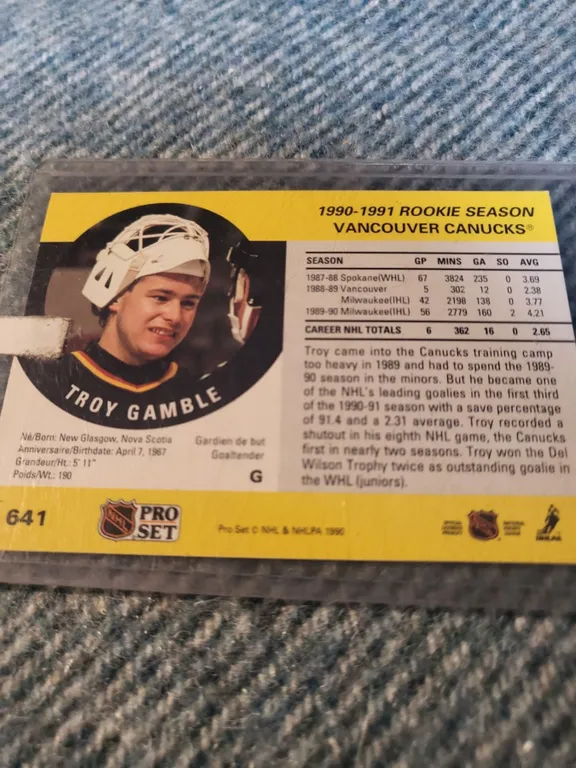 1990-1991 ROOKIE SEASON
VANCOUVER CANUCKS®
SEASON GP MINS GA SO AVG
1987-88 Spokane(WHL) 67 3824 235 0 3.69
1988-89 Vancouver 5 302 12 0 2.38
Milwaukee(IHL) 42 2198 138 0 3.77
1989-90 Milwaukee(IHL) 56 2779 160 2 4.21
CAREER NHL TOTALS 6 362 16 0 2.65
Troy came into the Canucks training camp
too heavy in 1989 and had to spend the 1989-
90 season in the minors. But he became one
of the NHL's leading goalies in the first third
of the 1990-91 season with a save percentage
of 91.4 and a 2.31 average. Troy recorded a
shutout in his eighth NHL game, the Canucks
first in nearly two seasons. Troy won the Del
Wilson Trophy twice as outstanding goalie in
the WHL (juniors).
TROY GAMBLE
Né/Born: New Glasgow, Nova Scotia
Anniversaire/Birthdate: April 7, 1967
Grandeur/Ht.: 5' 11"
Poids/Wt.: 190
Gardien de but
Goaltender
G
641
NHL
PRO
SET
Pro Set © NHL & NHLPA 1990
NHL
NHLPA